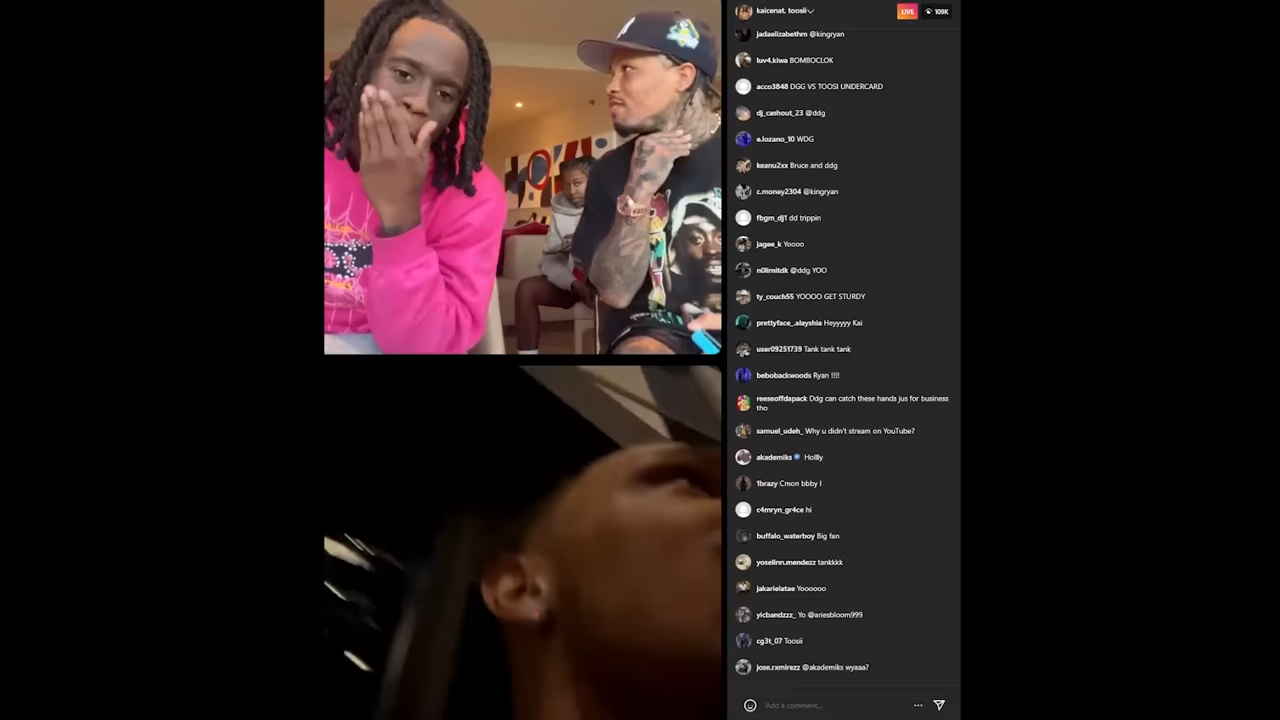 kaicenat, toosii
LIVE
109K
jadaelizabethm @kingryan
luv4.kiwa BOMBOCLOK
acco3848 DGG VS TOOSI UNDERCARD
dj_cashout_23 @ddg
e.lozano_10 WDG
keanu2xx Bruce and ddg
c.money2304 @kingryan
fbgm_dj1 dd trippin
jagee_k Yoooo
n0limitdk @ddg YOO
ty_couch55 YOOOO GET STURDY
prettyface_.alayshia Heyyyyy Kai
user09251739 Tank tank tank
bebobackwoods Ryan !!!!
reeseoffdapack Ddg can catch these hands jus for business
tho
samuel_udeh_ Why u didn't stream on YouTube?
akademiks Hollly
1brazy Cmon bbby I
c4mryn_gr4ce hi
buffalo_waterboy Big fan
yoselinn.mendezz tankkkk
jakarielatae Yoooooo
yicbandzzz_ Yo @ariesbloom999
cg3t_07 Toosii
jose.rxmirezz @akademiks wyaaa?
Add a comment...